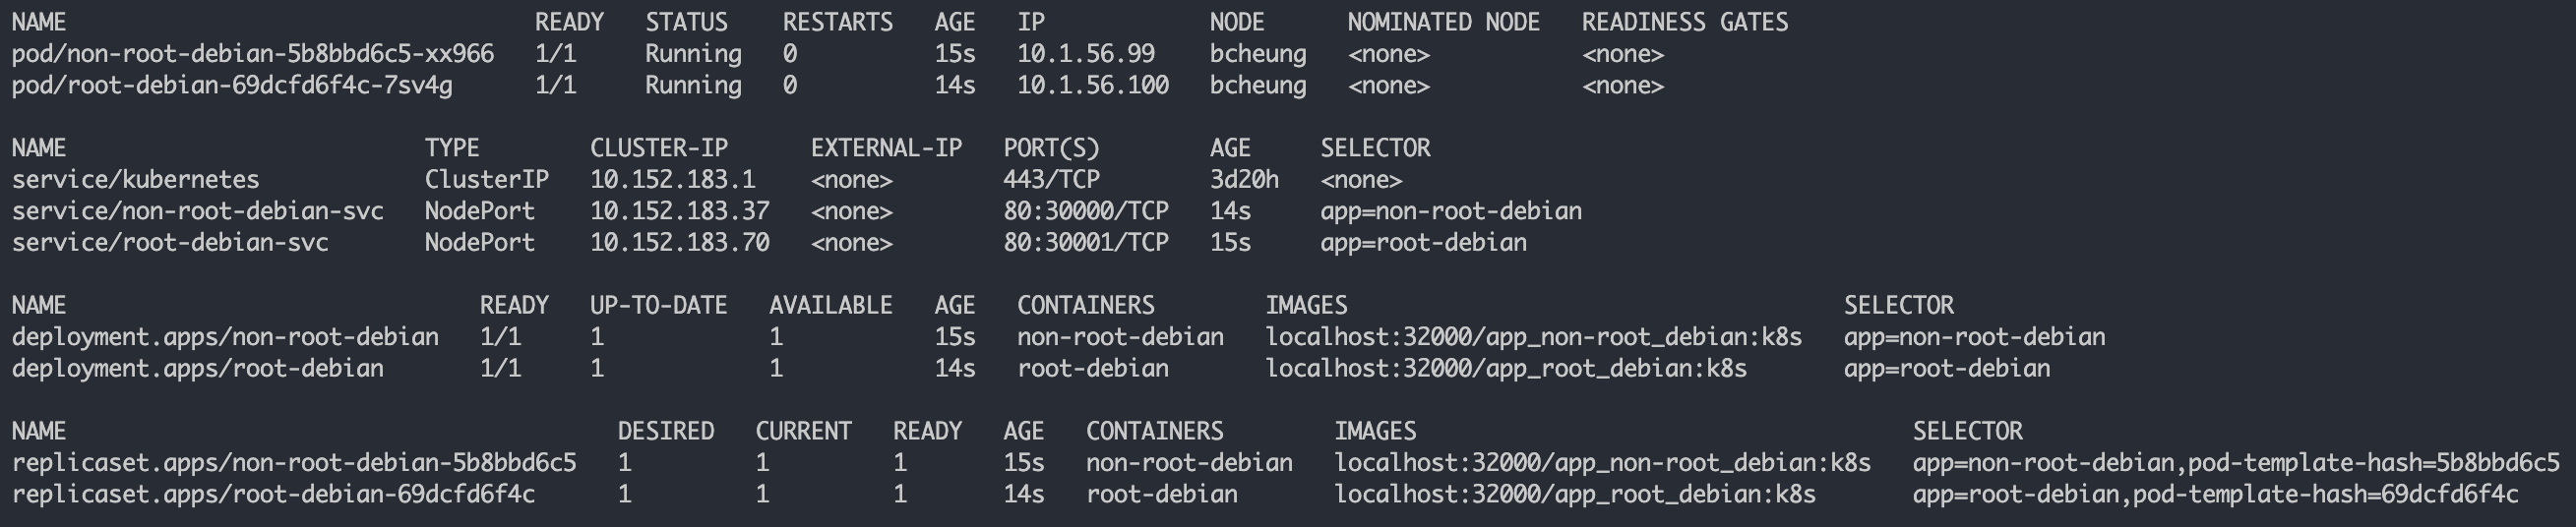 NAME                                  READY   STATUS    RESTARTS   AGE   IP            NODE      NOMINATED NODE   READINESS GATES
pod/non-root-debian-5b8bbd6c5-xx966   1/1     Running   0          15s   10.1.56.99    bcheung   <none>           <none>
pod/root-debian-69dcfd6f4c-7sv4g      1/1     Running   0          14s   10.1.56.100   bcheung   <none>           <none>

NAME                          TYPE        CLUSTER-IP      EXTERNAL-IP   PORT(S)        AGE     SELECTOR
service/kubernetes            ClusterIP   10.152.183.1    <none>        443/TCP        3d20h   <none>
service/non-root-debian-svc   NodePort    10.152.183.37   <none>        80:30000/TCP   14s     app=non-root-debian
service/root-debian-svc       NodePort    10.152.183.70   <none>        80:30001/TCP   15s     app=root-debian

NAME                              READY   UP-TO-DATE   AVAILABLE   AGE   CONTAINERS        IMAGES                                    SELECTOR
deployment.apps/non-root-debian   1/1     1            1           15s   non-root-debian   localhost:32000/app_non-root_debian:k8s   app=non-root-debian
deployment.apps/root-debian       1/1     1            1           14s   root-debian       localhost:32000/app_root_debian:k8s       app=root-debian

NAME                                        DESIRED   CURRENT   READY   AGE   CONTAINERS        IMAGES                                    SELECTOR
replicaset.apps/non-root-debian-5b8bbd6c5   1         1         1       15s   non-root-debian   localhost:32000/app_non-root_debian:k8s   app=non-root-debian,pod-template-hash=5b8bbd6c5
replicaset.apps/root-debian-69dcfd6f4c      1         1         1       14s   root-debian       localhost:32000/app_root_debian:k8s       app=root-debian,pod-template-hash=69dcfd6f4c